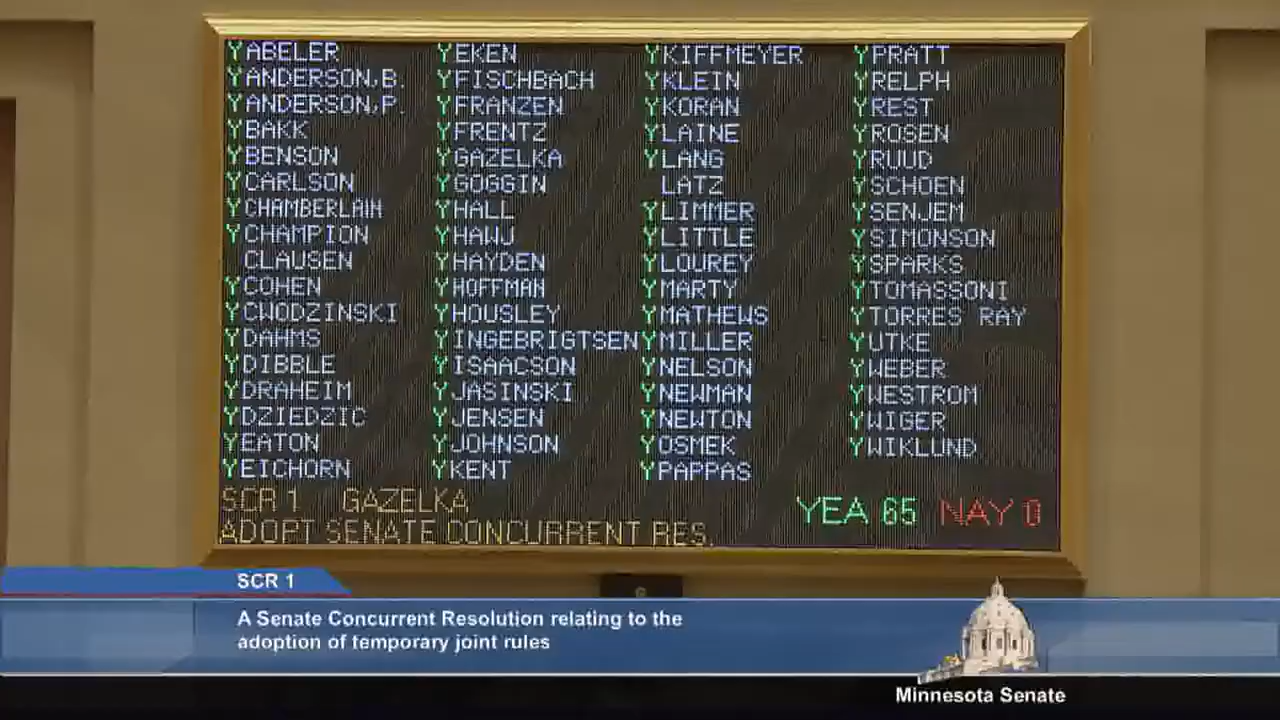 YABELER YEKEN YKIFFMEYER YPRATT
YANDERSON,B. YFISCHBACH YKLEIN YRELPH
YANDERSON,P. YFRANZEN YKORAN YREST
YBAKK YFRENTZ YLAINE YROSEN
YBENSON YGAZELKA YLANG YRUUD
YCARLSON YGOGGIN LATZ YSCHOEN
YCHAMBERLAIN YHALL YLIMMER YSENJEM
YCHAMPION YHAWJ YLITTLE YSIMONSON
CLAUSEN YHAYDEN YLOUREY YSPARKS
YCOHEN YHOFFMAN YMARTY YTOMASSONI
YCWODZINSKI YHOUSLEY YMATHEWS YTORRES RAY
YDAHMS YINGEBRIGTSEN YMILLER YUTKE
YDIBBLE YISAACSON YNELSON YWEBER
YDRAHEIM YJASINSKI YNEWMAN YWESTROM
YDZIEDZIC YJENSEN YNEWTON YWIGER
YEATON YJOHNSON YOSMEK YWIKLUND
YEICHORN YKENT YPAPPAS
SCR 1 GAZELKA YEA 65 NAY 0
ADOPT SENATE CONCURRENT RES.
SCR 1
A Senate Concurrent Resolution relating to the
adoption of temporary joint rules
Minnesota Senate